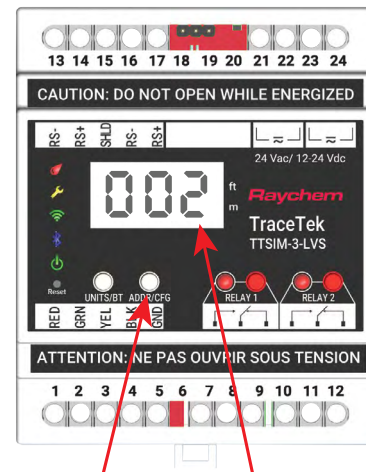 13 14 15 16 17 18 19 20 21 22 23 24
CAUTION: DO NOT OPEN WHILE ENERGIZED
RS- RS+ SHLD RS- RS+
24 Vac/ 12-24 Vdc
002 ft
m
Raychem
TraceTek
TTSIM-3-LVS
Reset
UNITS/BT ADDR/CFG RELAY 1 RELAY 2
RED GRN YEL BLK GND
ATTENTION: NE PAS OUVRIR SOUS TENSION
1 2 3 4 5 6 7 8 9 10 11 12